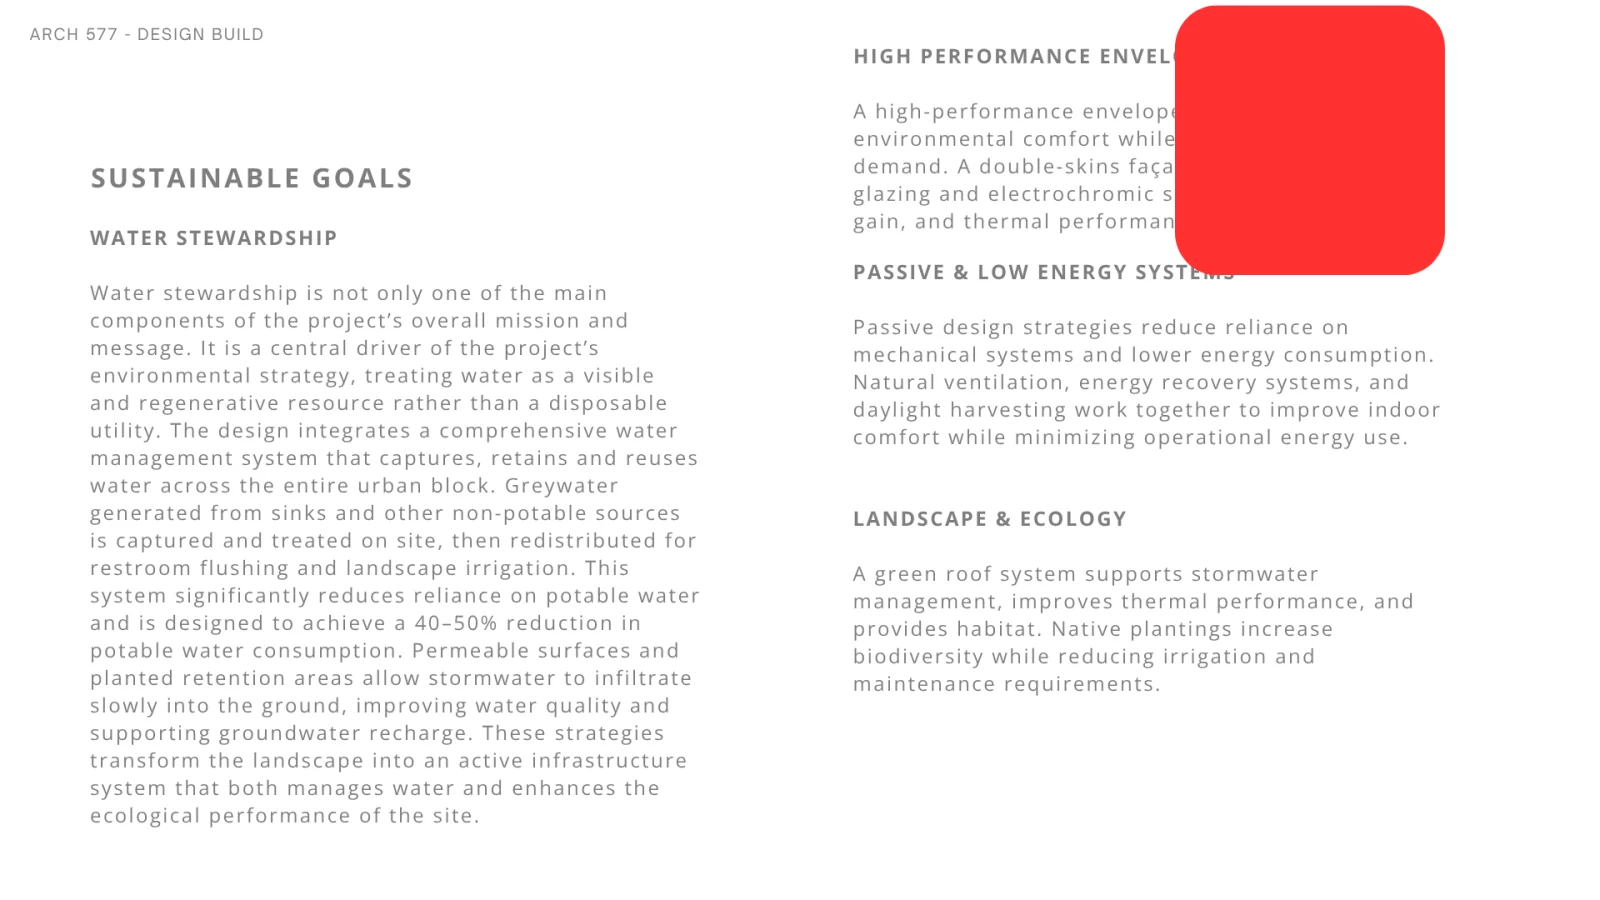 ARCH 577 - DESIGN BUILD
SUSTAINABLE GOALS
WATER STEWARDSHIP
Water stewardship is not only one of the main
components of the project’s overall mission and
message. It is a central driver of the project’s
environmental strategy, treating water as a visible
and regenerative resource rather than a disposable
utility. The design integrates a comprehensive water
management system that captures, retains and reuses
water across the entire urban block. Greywater
generated from sinks and other non-potable sources
is captured and treated on site, then redistributed for
restroom flushing and landscape irrigation. This
system significantly reduces reliance on potable water
and is designed to achieve a 40–50% reduction in
potable water consumption. Permeable surfaces and
planted retention areas allow stormwater to infiltrate
slowly into the ground, improving water quality and
supporting groundwater recharge. These strategies
transform the landscape into an active infrastructure
system that both manages water and enhances the
ecological performance of the site.
HIGH PERFORMANCE
A high-performance envelope
environmental comfort while
demand. A double-skins
glazing and electrochromic
gain, and thermal
PASSIVE & LOW ENERGY SYSTEMS
Passive design strategies reduce reliance on
mechanical systems and lower energy consumption.
Natural ventilation, energy recovery systems, and
daylight harvesting work together to improve indoor
comfort while minimizing operational energy use.
LANDSCAPE & ECOLOGY
A green roof system supports stormwater
management, improves thermal performance, and
provides habitat. Native plantings increase
biodiversity while reducing irrigation and
maintenance requirements.